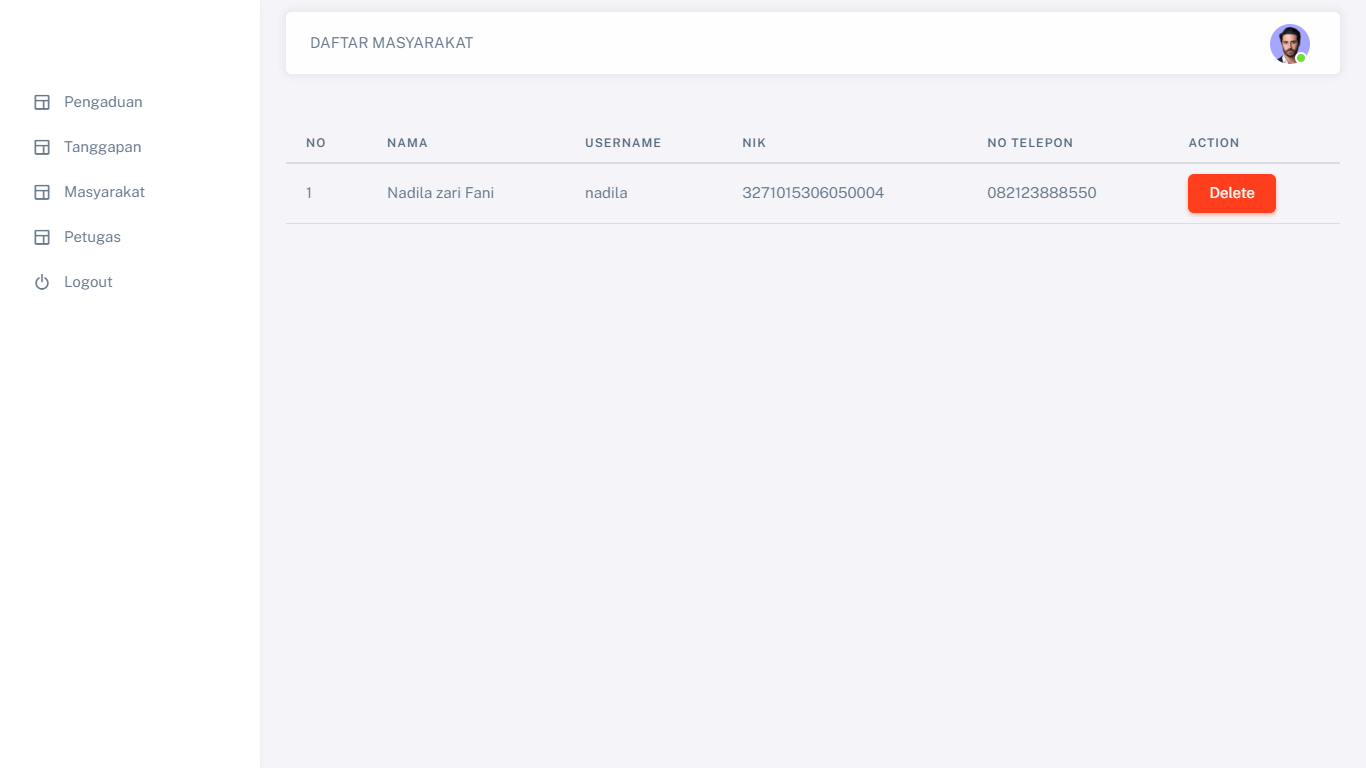 DAFTAR MASYARAKAT
Pengaduan
Tanggapan
Masyarakat
Petugas
Logout
NO NAMA USERNAME NIK NO TELEPON ACTION
1 Nadila zari Fani nadila 3271015306050004 082123888550 Delete